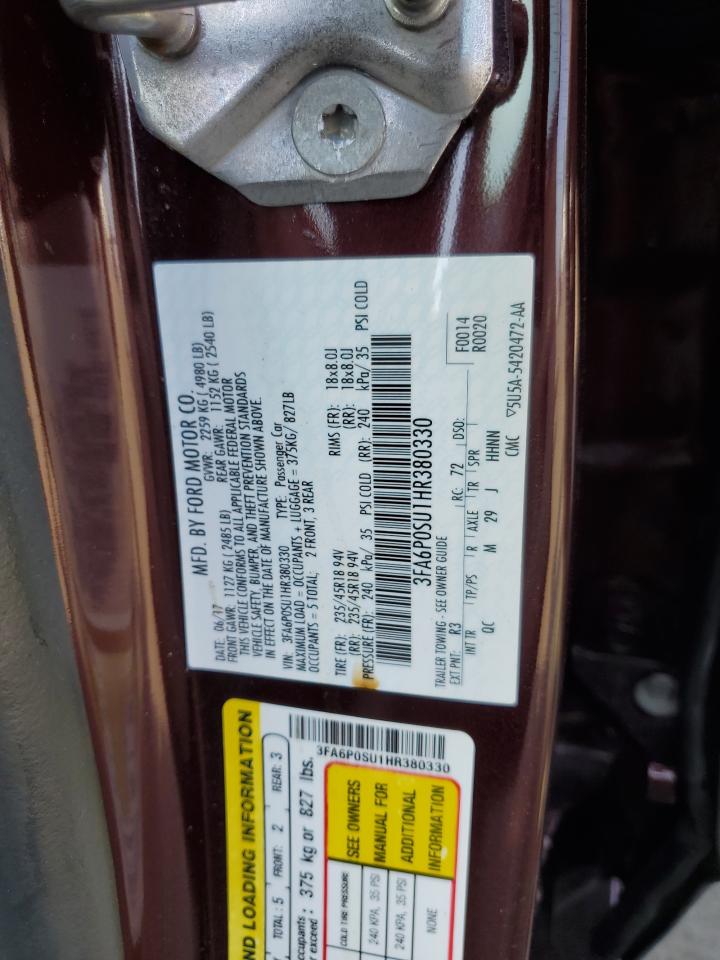 MFD. BY FORD MOTOR CO.
DATE: 06/17 GVWR: 2259 KG ( 4980 LB)
FRONT GAWR: 1127 KG ( 2485 LB) REAR GAWR: 1152 KG ( 2540 LB)
THIS VEHICLE CONFORMS TO ALL APPLICABLE FEDERAL MOTOR
VEHICLE SAFETY, BUMPER, AND THEFT PREVENTION STANDARDS
IN EFFECT ON THE DATE OF MANUFACTURE SHOWN ABOVE.
VIN: 3FA6P0SU1HR380330 TYPE: Passenger Car
MAXIMUM LOAD = OCCUPANTS + LUGGAGE = 375KG/ 827LB
OCCUPANTS = 5 TOTAL: 2 FRONT, 3 REAR
TIRE (FR): 235/45R18 94V RIMS (FR): 18x8.0J
(RR): 235/45R18 94V (RR): 18x8.0J
PRESSURE (FR): 240 kPa/ 35 PSI COLD (RR): 240 kPa/ 35 PSI COLD
3FA6P0SU1HR380330
TRAILER TOWING - SEE OWNER GUIDE
EXT PNT: R3 RC: 72 DSO: F0014
R0020
INT TR TP/PS R AXLE TR SPR
QC M 29 J HHNN
CMC ▽5U5A-5420472-AA
ND LOADING INFORMATION
TOTAL: 5 FRONT: 2 REAR: 3
ccupants
r exceed : 375 kg or 827 lbs.
3FA6P0SU1HR380330
COLD TIRE PRESSURE
240 KPA, 35 PSI
240 KPA, 35 PSI
NONE
SEE OWNERS
MANUAL FOR
ADDITIONAL
INFORMATION